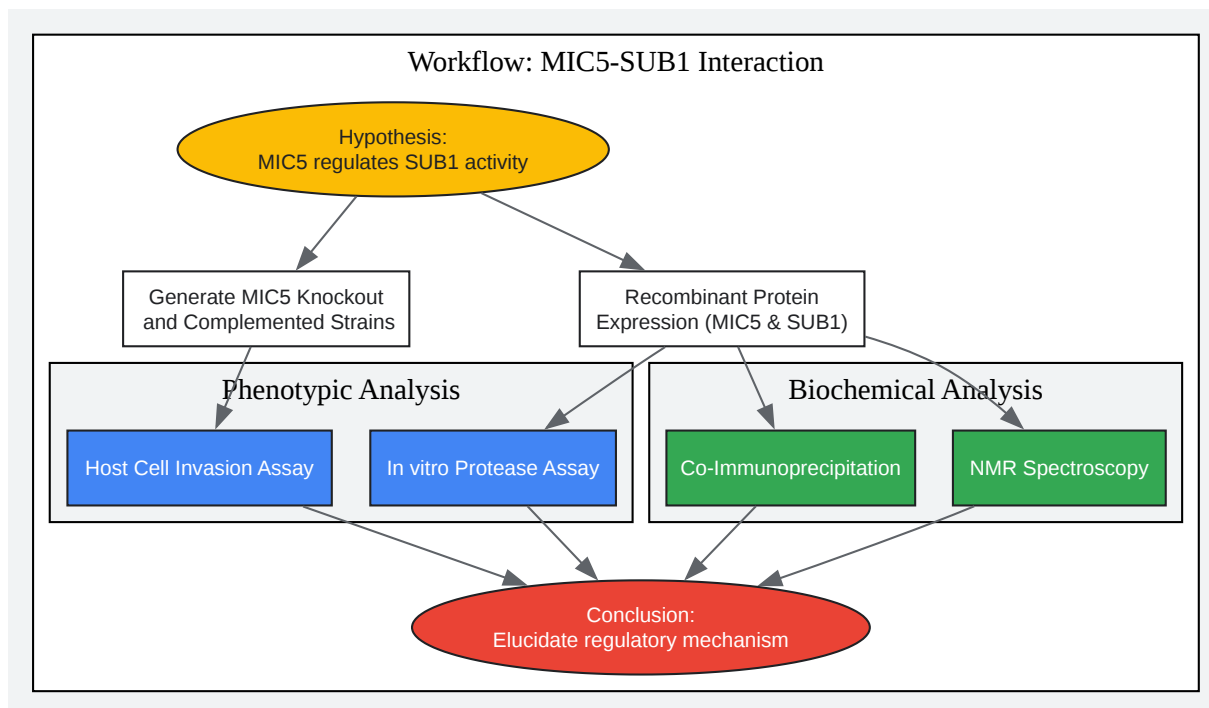 Workflow: MIC5-SUB1 Interaction
Hypothesis:
MIC5 regulates SUB1 activity
Generate MIC5 Knockout
and Complemented Strains
Recombinant Protein
Expression (MIC5 & SUB1)
Phenotypic Analysis
Biochemical Analysis
Host Cell Invasion Assay
In vitro Protease Assay
Co-Immunoprecipitation
NMR Spectroscopy
Conclusion:
Elucidate regulatory mechanism